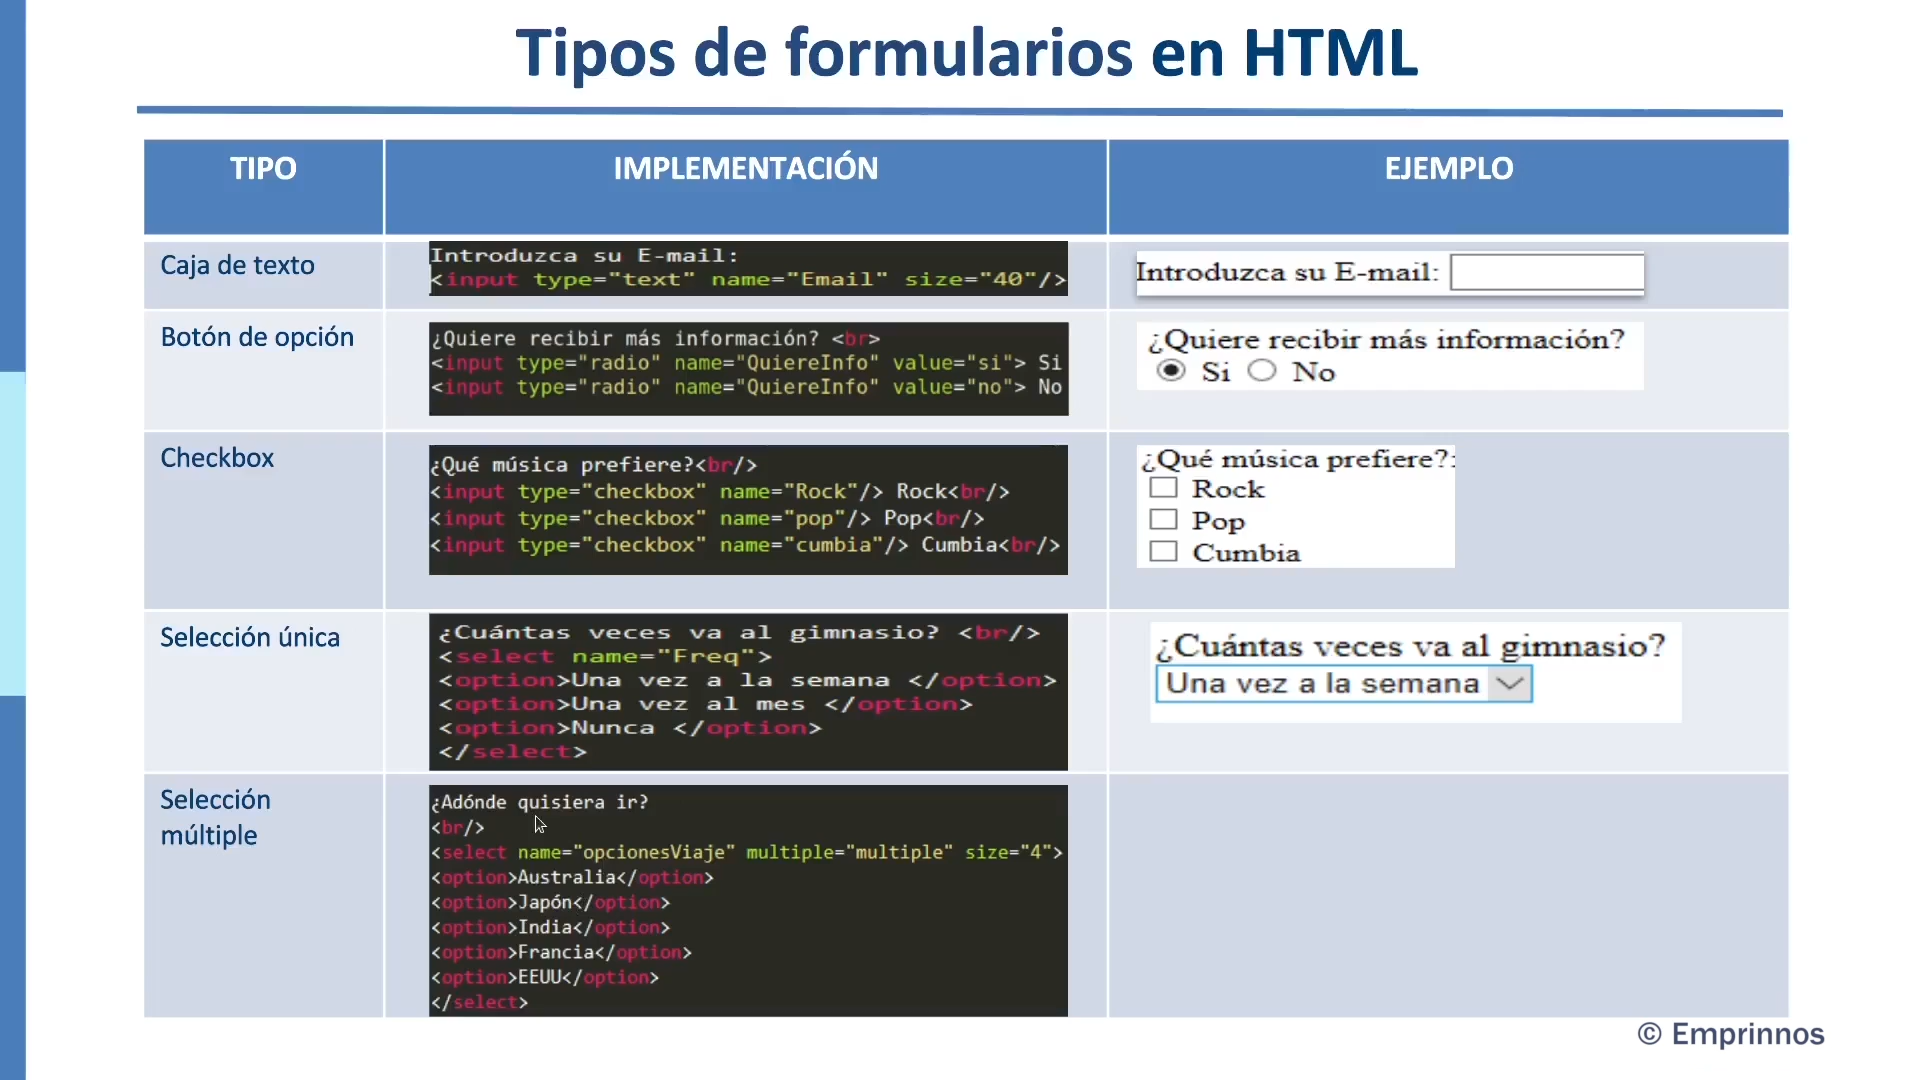 Tipos de formularios en HTML
TIPO
IMPLEMENTACIÓN
EJEMPLO
Caja de texto
Introduzca su E-mail:
<input type="text" name="Email" size="40"/>
Introduzca su E-mail:
Botón de opción
¿Quiere recibir más información? <br>
<input type="radio" name="QuiereInfo" value="si"> Si
<input type="radio" name="QuiereInfo" value="no"> No
¿Quiere recibir más información?
Si No
Checkbox
¿Qué música prefiere?<br/>
<input type="checkbox" name="Rock"/> Rock<br/>
<input type="checkbox" name="pop"/> Pop<br/>
<input type="checkbox" name="cumbia"/> Cumbia<br/>
¿Qué música prefiere?:
Rock
Pop
Cumbia
Selección única
¿Cuántas veces va al gimnasio? <br/>
<select name="Freq">
<option>Una vez a la semana </option>
<option>Una vez al mes </option>
<option>Nunca </option>
</select>
¿Cuántas veces va al gimnasio?
Una vez a la semana
Selección
múltiple
¿Adónde quisiera ir?
<br/>
<select name="opcionesViaje" multiple="multiple" size="4">
<option>Australia</option>
<option>Japón</option>
<option>India</option>
<option>Francia</option>
<option>EEUU</option>
</select>
© Emprinnos